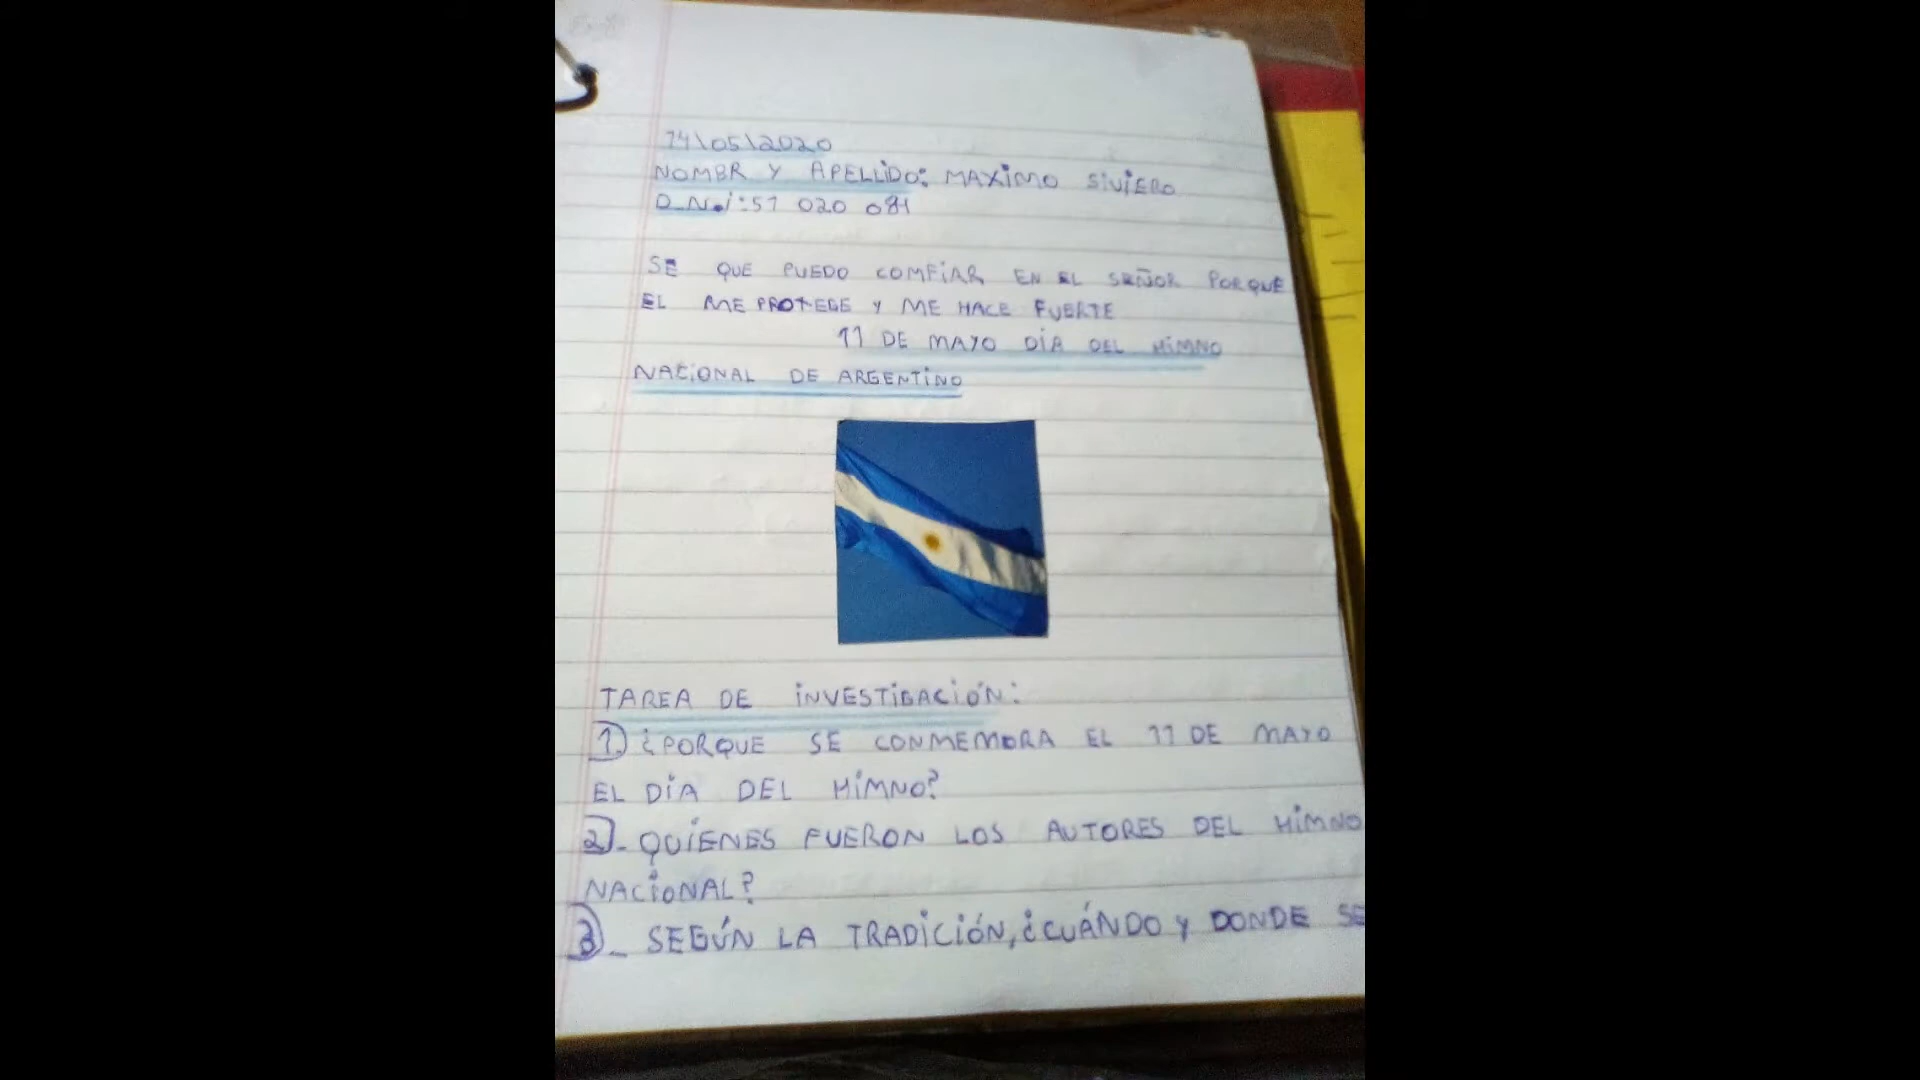 14\05\2020
NOMBR Y APELLIDO: MAXIMO SIVIERO
D.N.i: 51 020 081
SE QUE PUEDO COMFIAR EN EL SEÑOR PORQUE
EL ME PROTEGE Y ME HACE FUERTE
11 DE MAYO DIA DEL HIMNO
NACIONAL DE ARGENTINO
TAREA DE INVESTIGACIÓN:
1.) ¿PORQUE SE CONMEMORA EL 11 DE MAYO
EL DIA DEL HIMNO?
2)- QUIENES FUERON LOS AUTORES DEL HIMNO
NACIONAL?
3)- SEGÚN LA TRADICIÓN, ¿CUÁNDO Y DONDE SE